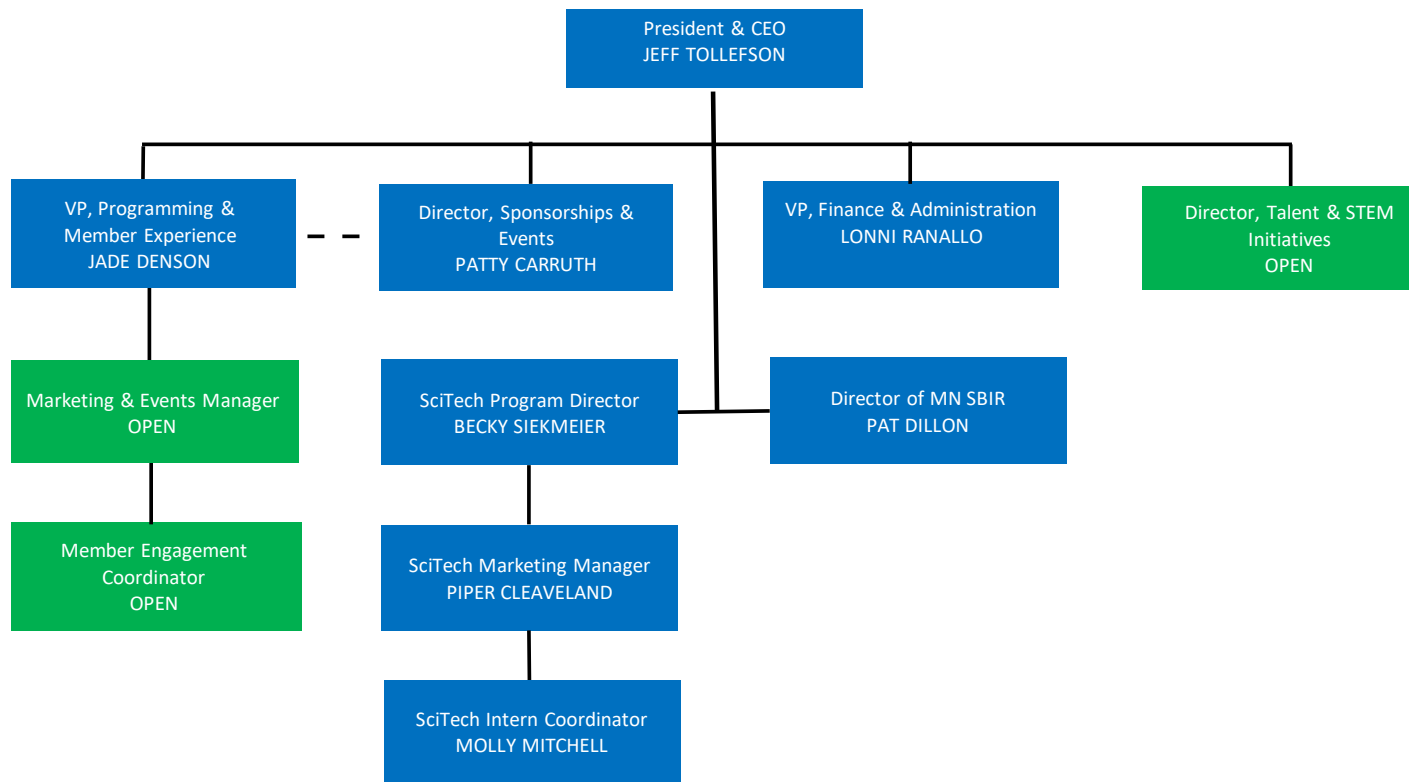 President & CEO
JEFF TOLLEFSON
VP, Programming &
Member Experience
JADE DENSON
Director, Sponsorships &
Events
PATTY CARRUTH
VP, Finance & Administration
LONNI RANALLO
Director, Talent & STEM
Initiatives
OPEN
Marketing & Events Manager
OPEN
SciTech Program Director
BECKY SIEKMEIER
Director of MN SBIR
PAT DILLON
Member Engagement
Coordinator
OPEN
SciTech Marketing Manager
PIPER CLEAVELAND
SciTech Intern Coordinator
MOLLY MITCHELL